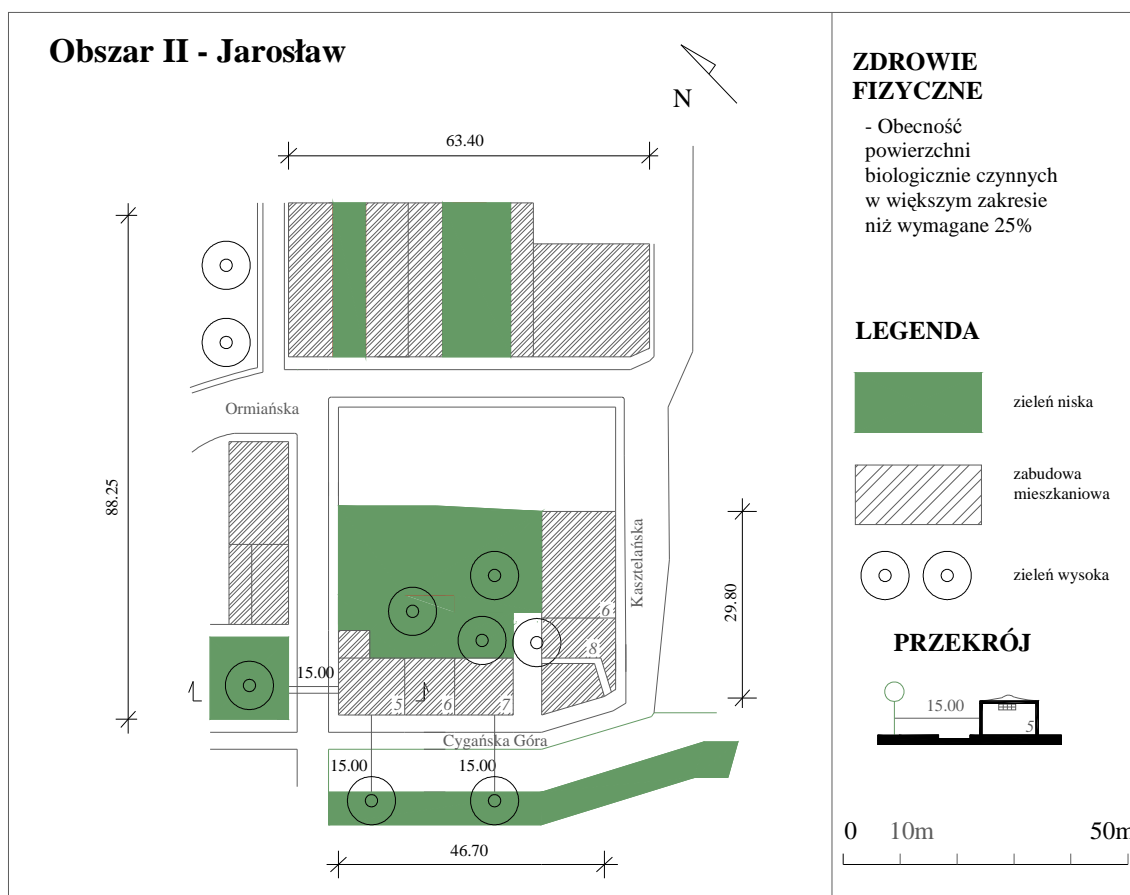 Obszar II - Jarosław
N
63.40
88.25
Ormiańska
Kasztelańska
29.80
6
8
15.00
5
6
7
Cygańska Góra
15.00
15.00
46.70
ZDROWIE
FIZYCZNE
- Obecność
powierzchni
biologicznie czynnych
w większym zakresie
niż wymagane 25%
LEGENDA
zieleń niska
zabudowa
mieszkaniowa
zieleń wysoka
PRZEKRÓJ
15.00
5
0 10m 50m